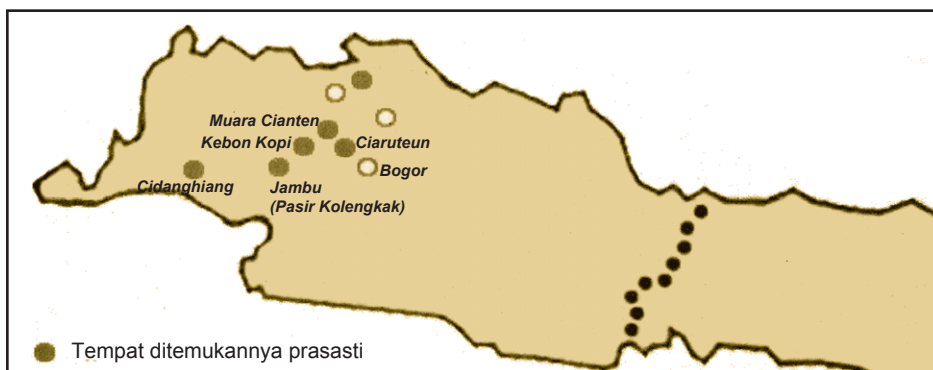 Muara Cianten
Kebon Kopi
Ciaruteun
Bogor
Cidanghiang
Jambu
(Pasir Kolengkak)
Tempat ditemukannya prasasti